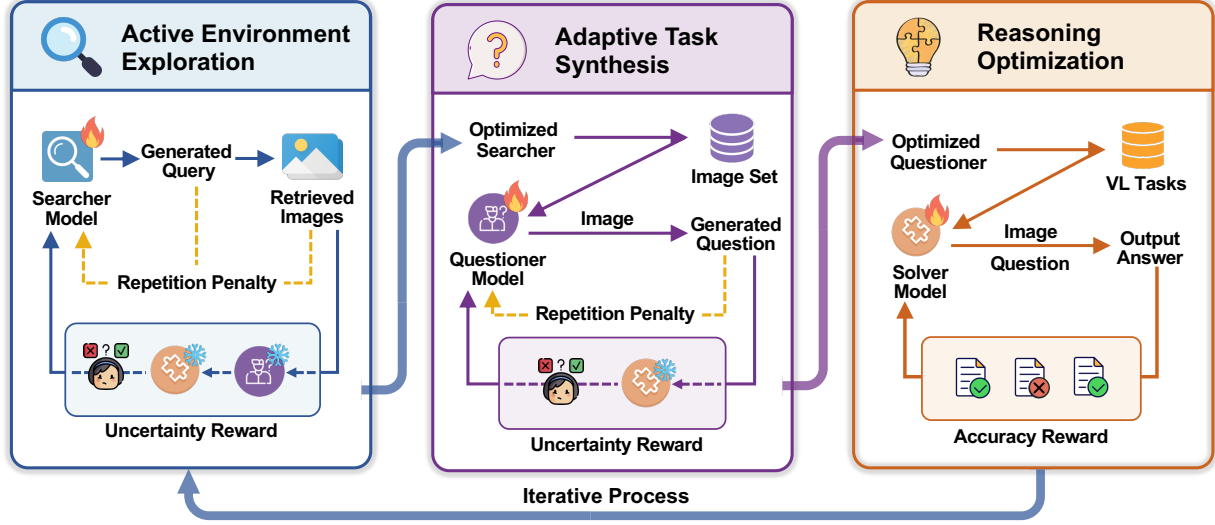 Active Environment
Exploration
Generated
Query
Searcher
Model
Retrieved
Images
Repetition Penalty
? 
Uncertainty Reward
?
Adaptive Task
Synthesis
Optimized
Searcher
Image Set
?
Image
Generated
Question
Questioner
Model
Repetition Penalty
?
Uncertainty Reward
Reasoning
Optimization
Optimized
Questioner
VL Tasks
Image
Question
Output
Answer
Solver
Model
Accuracy Reward
Iterative Process